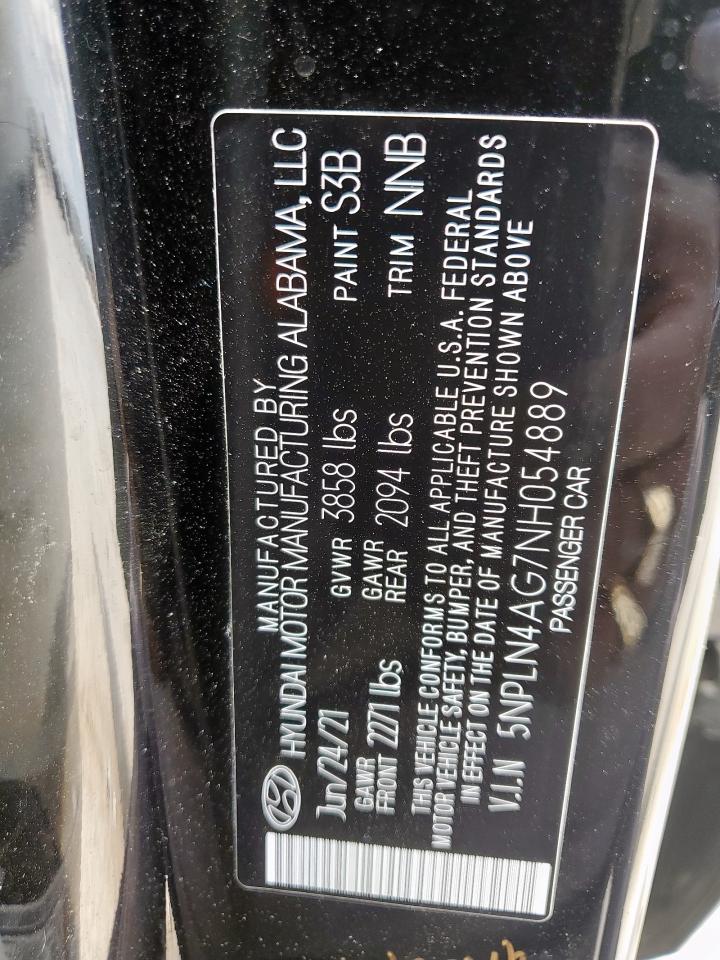 MANUFACTURED BY
HYUNDAI MOTOR MANUFACTURING ALABAMA, LLC
Jun/24/21 GVWR 3858 lbs PAINT S3B
GAWR FRONT 2271 lbs GAWR REAR 2094 lbs TRIM NNB
THIS VEHICLE CONFORMS TO ALL APPLICABLE U.S.A. FEDERAL
MOTOR VEHICLE SAFETY, BUMPER, AND THEFT PREVENTION STANDARDS
IN EFFECT ON THE DATE OF MANUFACTURE SHOWN ABOVE
V.I.N 5NPLN4AG7NH054889
PASSENGER CAR